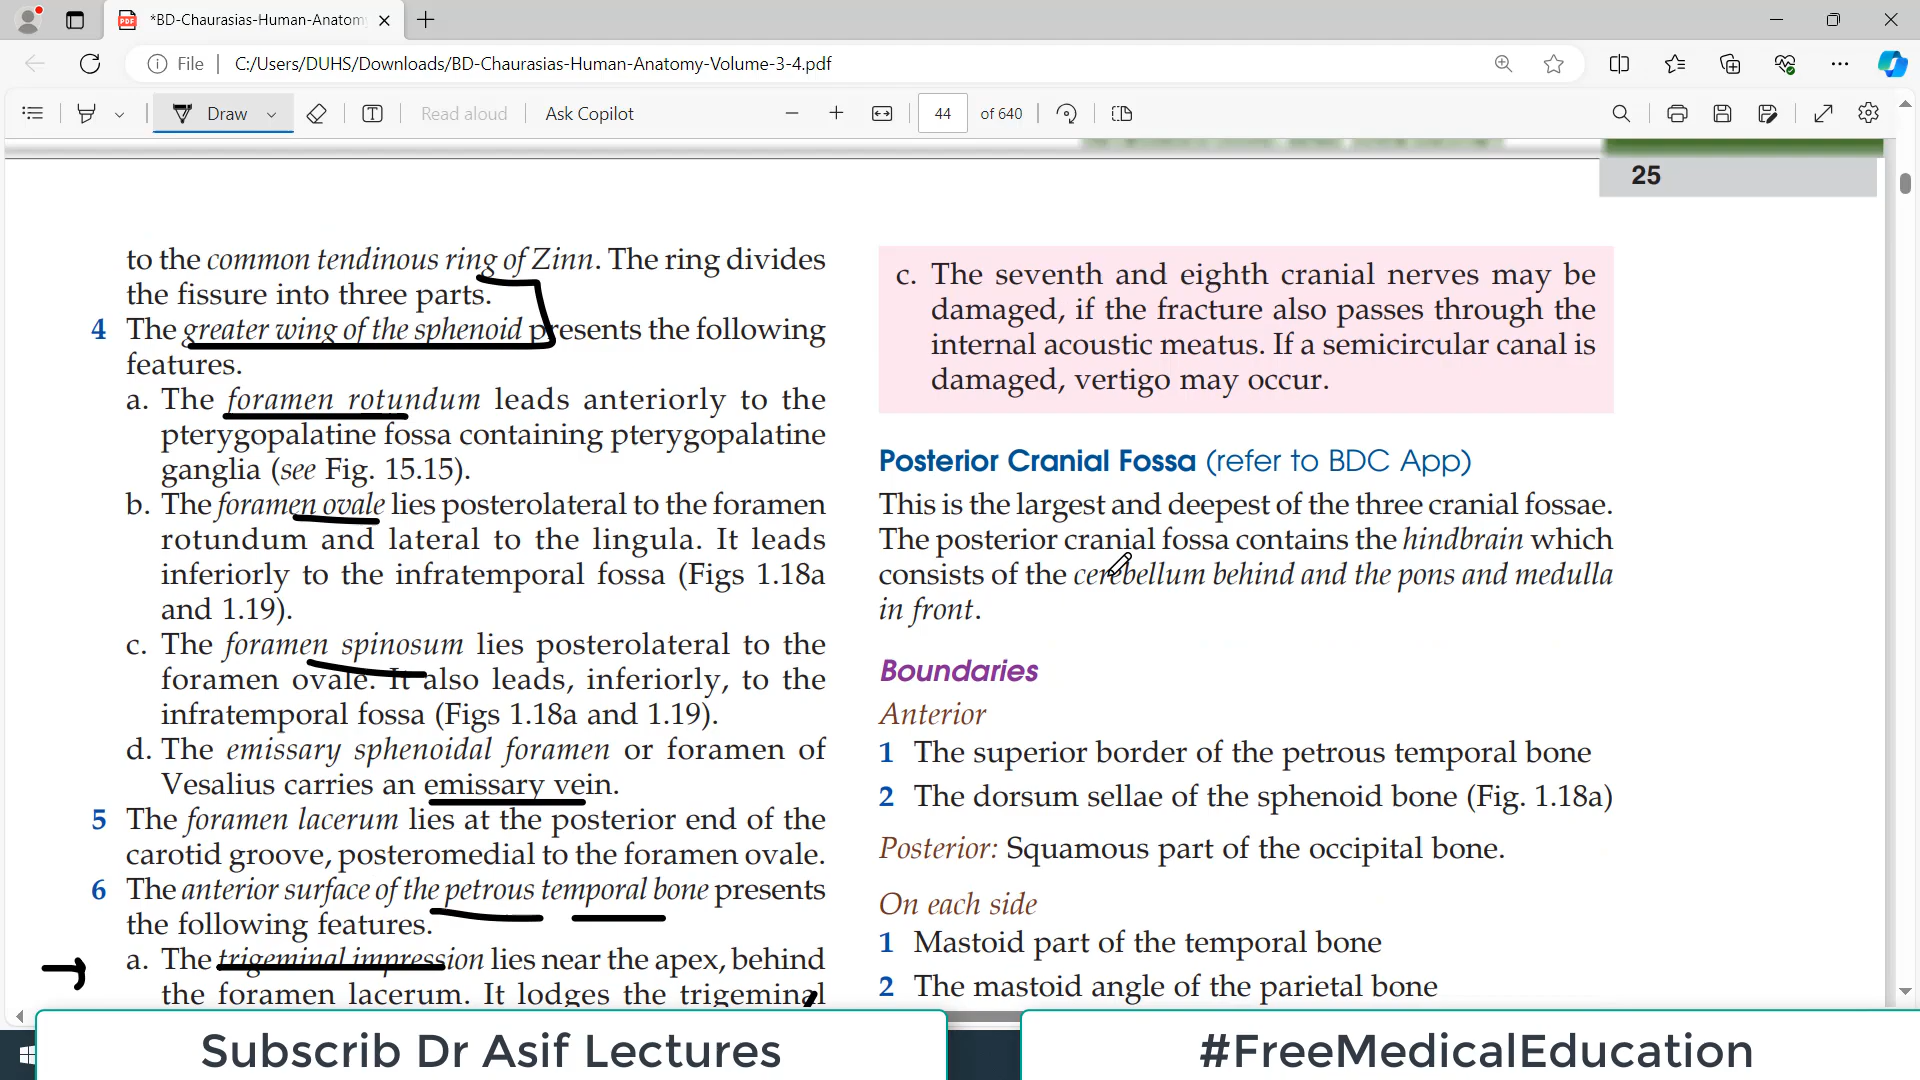 *BD-Chaurasias-Human-Anatom
File
C:/Users/DUHS/Downloads/BD-Chaurasias-Human-Anatomy-Volume-3-4.pdf
Draw
Read aloud
Ask Copilot
44
of 640
25
to the common tendinous ring of Zinn. The ring divides
the fissure into three parts.
4 The greater wing of the sphenoid presents the following
features.
a. The foramen rotundum leads anteriorly to the
pterygopalatine fossa containing pterygopalatine
ganglia (see Fig. 15.15).
b. The foramen ovale lies posterolateral to the foramen
rotundum and lateral to the lingula. It leads
inferiorly to the infratemporal fossa (Figs 1.18a
and 1.19).
c. The foramen spinosum lies posterolateral to the
foramen ovale. It also leads, inferiorly, to the
infratemporal fossa (Figs 1.18a and 1.19).
d. The emissary sphenoidal foramen or foramen of
Vesalius carries an emissary vein.
5 The foramen lacerum lies at the posterior end of the
carotid groove, posteromedial to the foramen ovale.
6 The anterior surface of the petrous temporal bone presents
the following features.
a. The trigeminal impression lies near the apex, behind
the foramen lacerum. It lodges the trigeminal
c. The seventh and eighth cranial nerves may be
damaged, if the fracture also passes through the
internal acoustic meatus. If a semicircular canal is
damaged, vertigo may occur.
Posterior Cranial Fossa (refer to BDC App)
This is the largest and deepest of the three cranial fossae.
The posterior cranial fossa contains the hindbrain which
consists of the cerebellum behind and the pons and medulla
in front.
Boundaries
Anterior
1 The superior border of the petrous temporal bone
2 The dorsum sellae of the sphenoid bone (Fig. 1.18a)
Posterior: Squamous part of the occipital bone.
On each side
1 Mastoid part of the temporal bone
2 The mastoid angle of the parietal bone
Subscrib Dr Asif Lectures
#FreeMedicalEducation